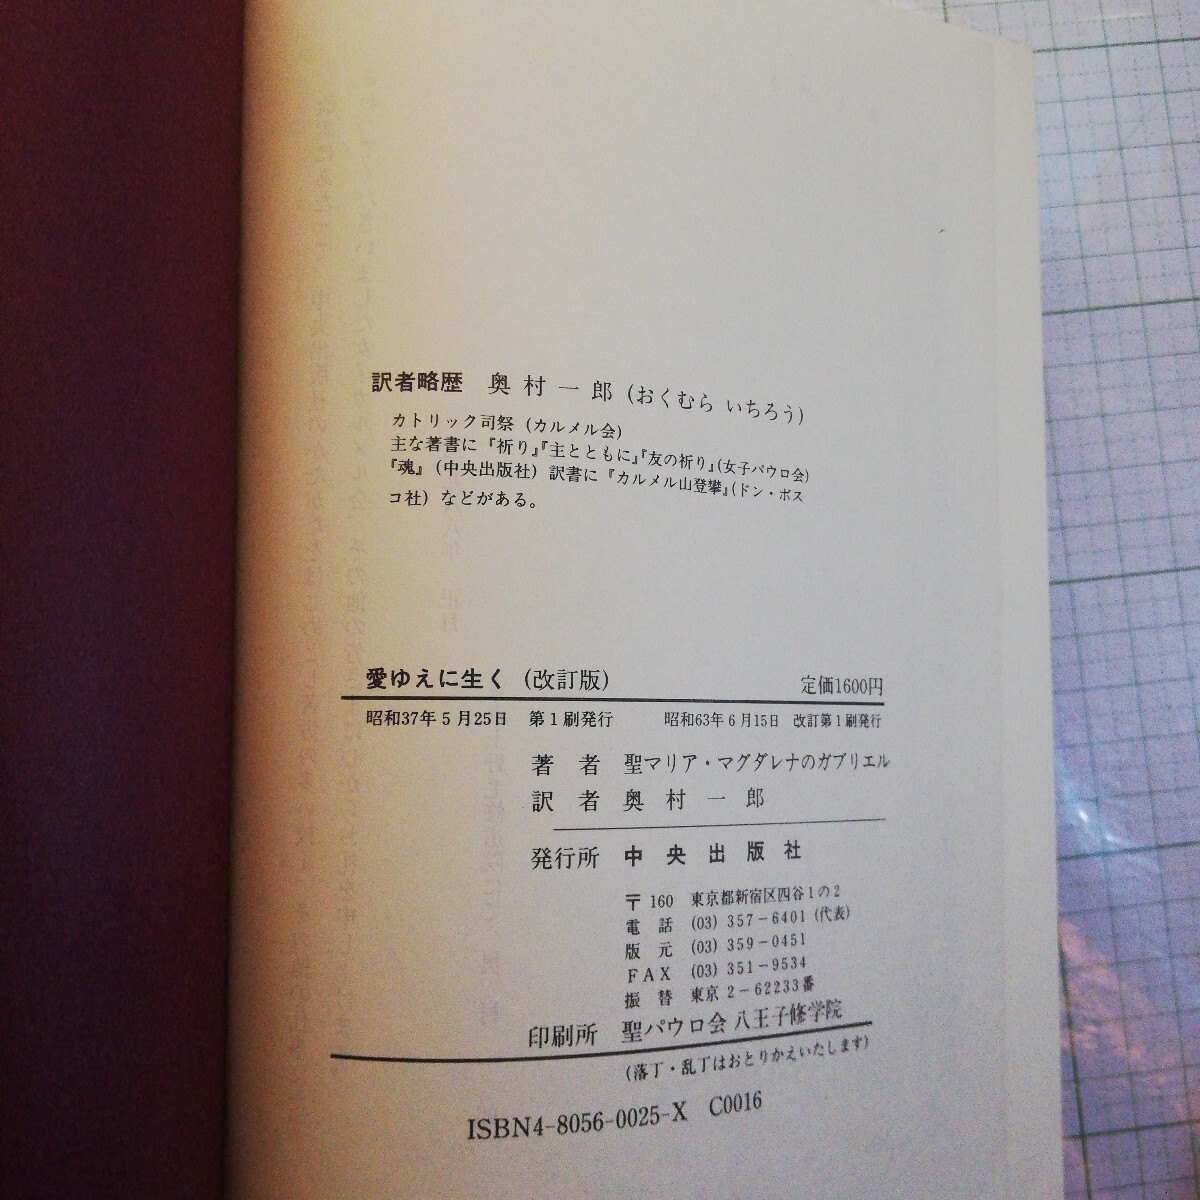 訳者略歴 奥村一郎(おくむら いちろう)
カトリック司祭(カルメル会)
主な著書に『祈り』『主とともに』『友の祈り』(女子パウロ会)
『魂』(中央出版社)訳書に『カルメル山登攀』(ドン・ボス
コ社)などがある。
愛ゆえに生く(改訂版) 定価1600円
昭和37年5月25日 第1刷発行 昭和63年6月15日 改訂第1刷発行
著者 聖マリア・マグダレナのガブリエル
訳者 奥村一郎
発行所 中央出版社
〒160 東京都新宿区四谷1の2
電話 (03)357-6401(代表)
版元 (03)359-0451
FAX (03)351-9534
振替 東京2-62233番
印刷所 聖パウロ会 八王子修学院
(落丁・乱丁はおとりかえいたします)
ISBN4-8056-0025-X C0016